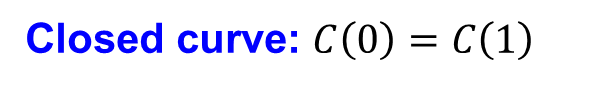 Closed curve: C(0) = C(1)